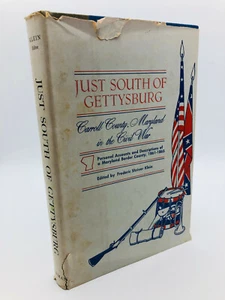 JUST SOUTH OF
GETTYSBURG
Carroll County, Maryland
in the Civil War
Personal Accounts and Descriptions of
a Maryland Border County, 1861-1865
Edited by Frederic Shriver Klein
KLEIN
JUST SOUTH OF GETTYSBURG